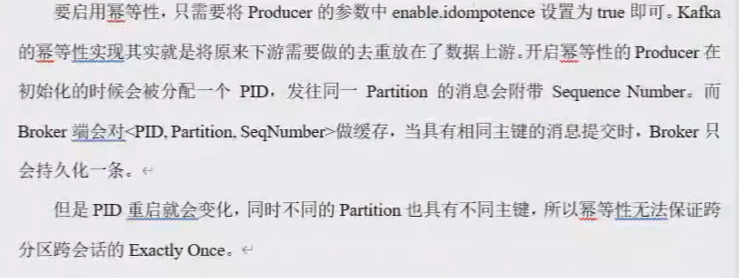 要启用幂等性，只需要将 Producer 的参数中 enable.idompotence 设置为 true 即可。Kafka
的幂等性实现其实就是将原来下游需要做的去重放在了数据上游。开启幂等性的 Producer 在
初始化的时候会被分配一个 PID，发往同一 Partition 的消息会附带 Sequence Number。而
Broker 端会对<PID, Partition, SeqNumber>做缓存，当具有相同主键的消息提交时，Broker 只
会持久化一条。
但是 PID 重启就会变化，同时不同的 Partition 也具有不同主键，所以幂等性无法保证跨
分区跨会话的 Exactly Once。